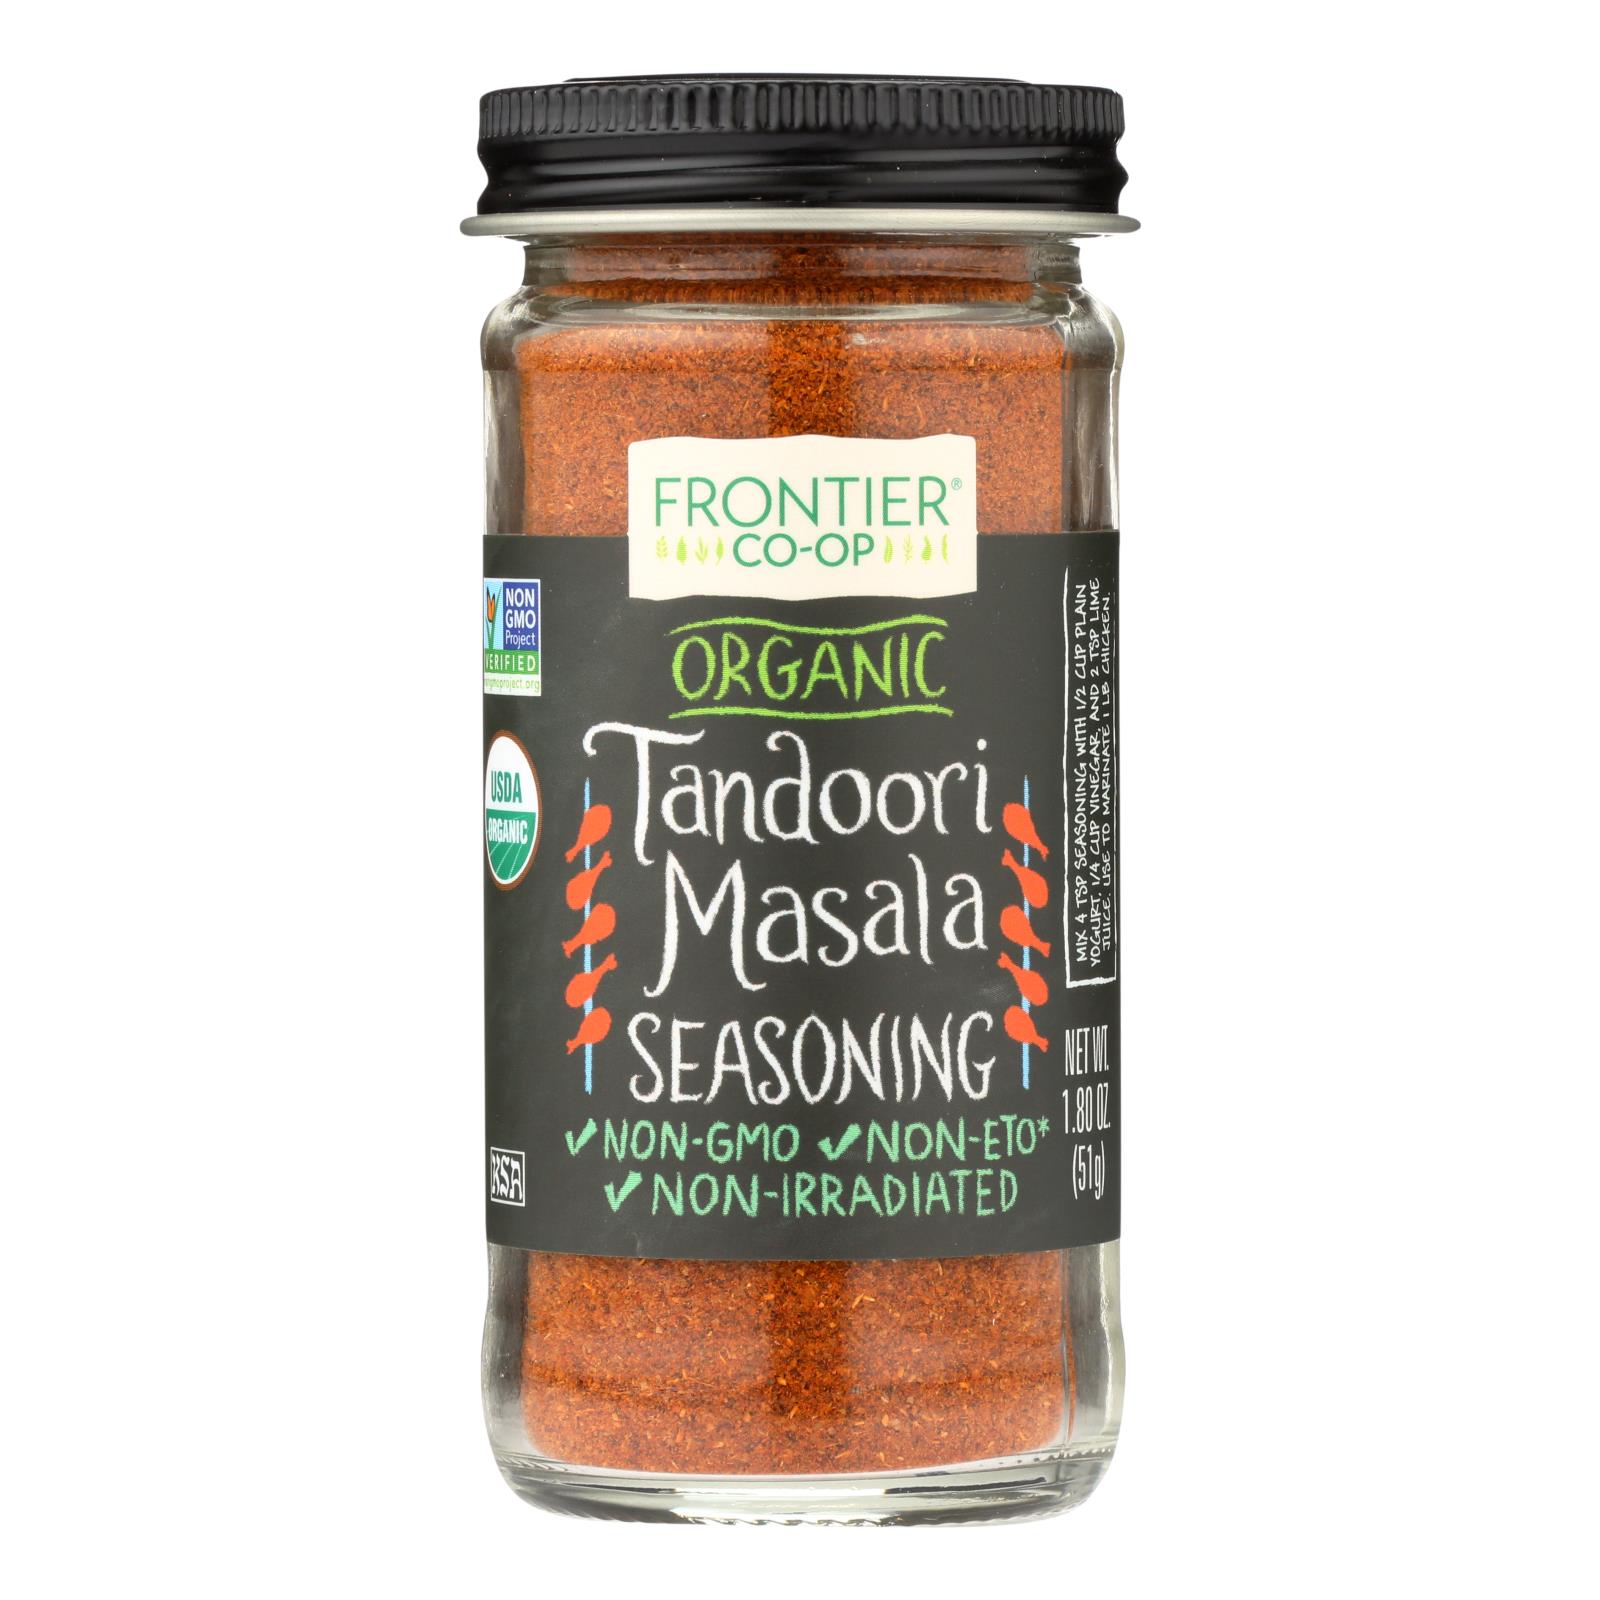 FRONTIER®
CO-OP
ORGANIC
Tandoori
Masala
SEASONING
✓NON-GMO ✓NON-ETO*
✓NON-IRRADIATED
NON
GMO
Project
VERIFIED
USDA
ORGANIC
KSA
MIX 4 TSP SEASONING WITH 1/2 CUP PLAIN
YOGURT, 1/4 CUP VINEGAR, AND 2 TSP LIME
JUICE. USE TO MARINATE 1 LB CHICKEN.
NET WT.
1.80 OZ.
(51g)